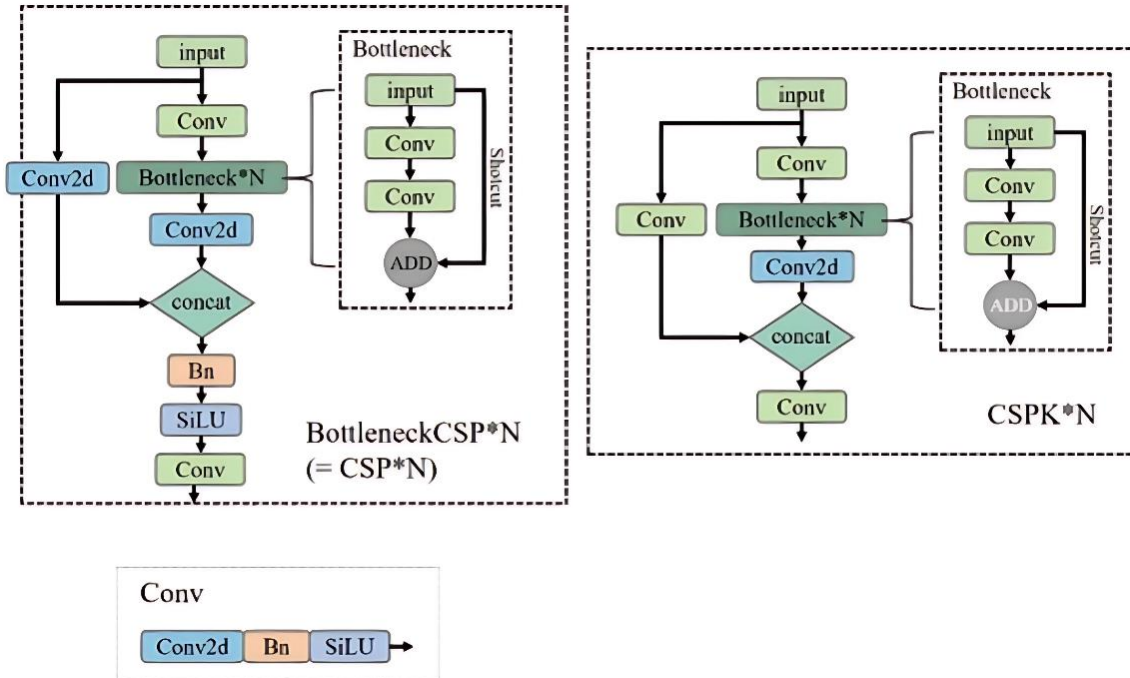 input
Conv
Conv2d
Bottleneck*N
Conv2d
concat
Bn
SiLU
Conv
Bottleneck
input
Conv
Conv
ADD
Shotcut
BottleneckCSP*N
(= CSP*N)
input
Conv
Conv
Bottleneck*N
Conv2d
concat
Conv
Bottleneck
input
Conv
Conv
ADD
Shotcut
CSPK*N
Conv
Conv2d Bn SiLU